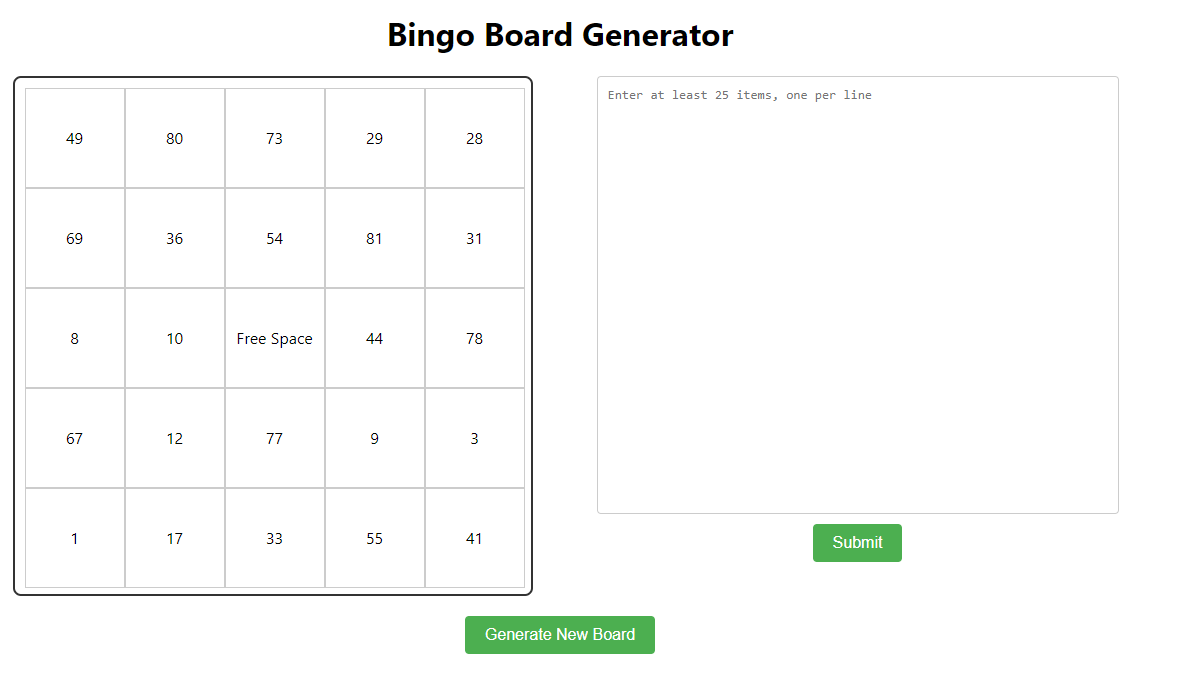 Bingo Board Generator
49 80 73 29 28
69 36 54 81 31
8 10 Free Space 44 78
67 12 77 9 3
1 17 33 55 41
Enter at least 25 items, one per line
Submit
Generate New Board